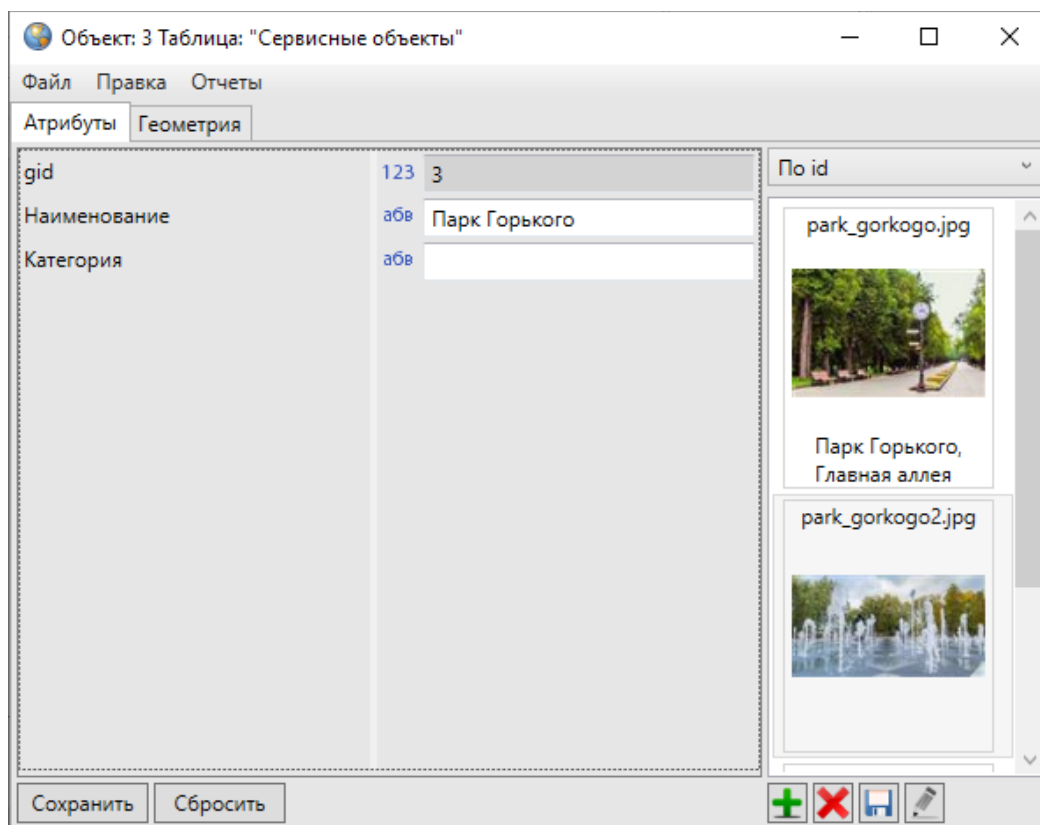 Объект: 3 Таблица: "Сервисные объекты"
Файл Правка Отчеты
Атрибуты Геометрия
gid 123 3
Наименование абв Парк Горького
Категория абв
По id
park_gorkogo.jpg
Парк Горького,
Главная аллея
park_gorkogo2.jpg
Сохранить Сбросить